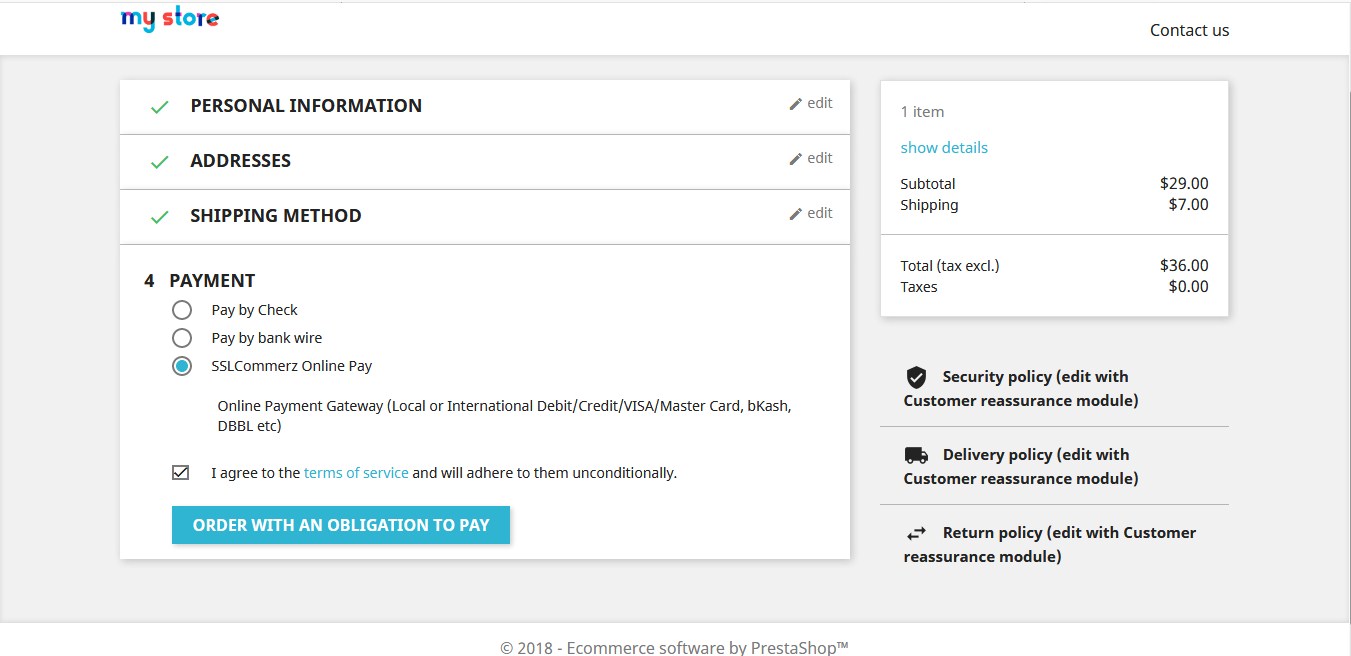 my store
Contact us
PERSONAL INFORMATION
edit
ADDRESSES
edit
SHIPPING METHOD
edit
4 PAYMENT
Pay by Check
Pay by bank wire
SSLCommerz Online Pay
Online Payment Gateway (Local or International Debit/Credit/VISA/Master Card, bKash,
DBBL etc)
I agree to the terms of service and will adhere to them unconditionally.
ORDER WITH AN OBLIGATION TO PAY
1 item
show details
Subtotal $29.00
Shipping $7.00
Total (tax excl.) $36.00
Taxes $0.00
Security policy (edit with
Customer reassurance module)
Delivery policy (edit with
Customer reassurance module)
Return policy (edit with Customer
reassurance module)
© 2018 - Ecommerce software by PrestaShop™